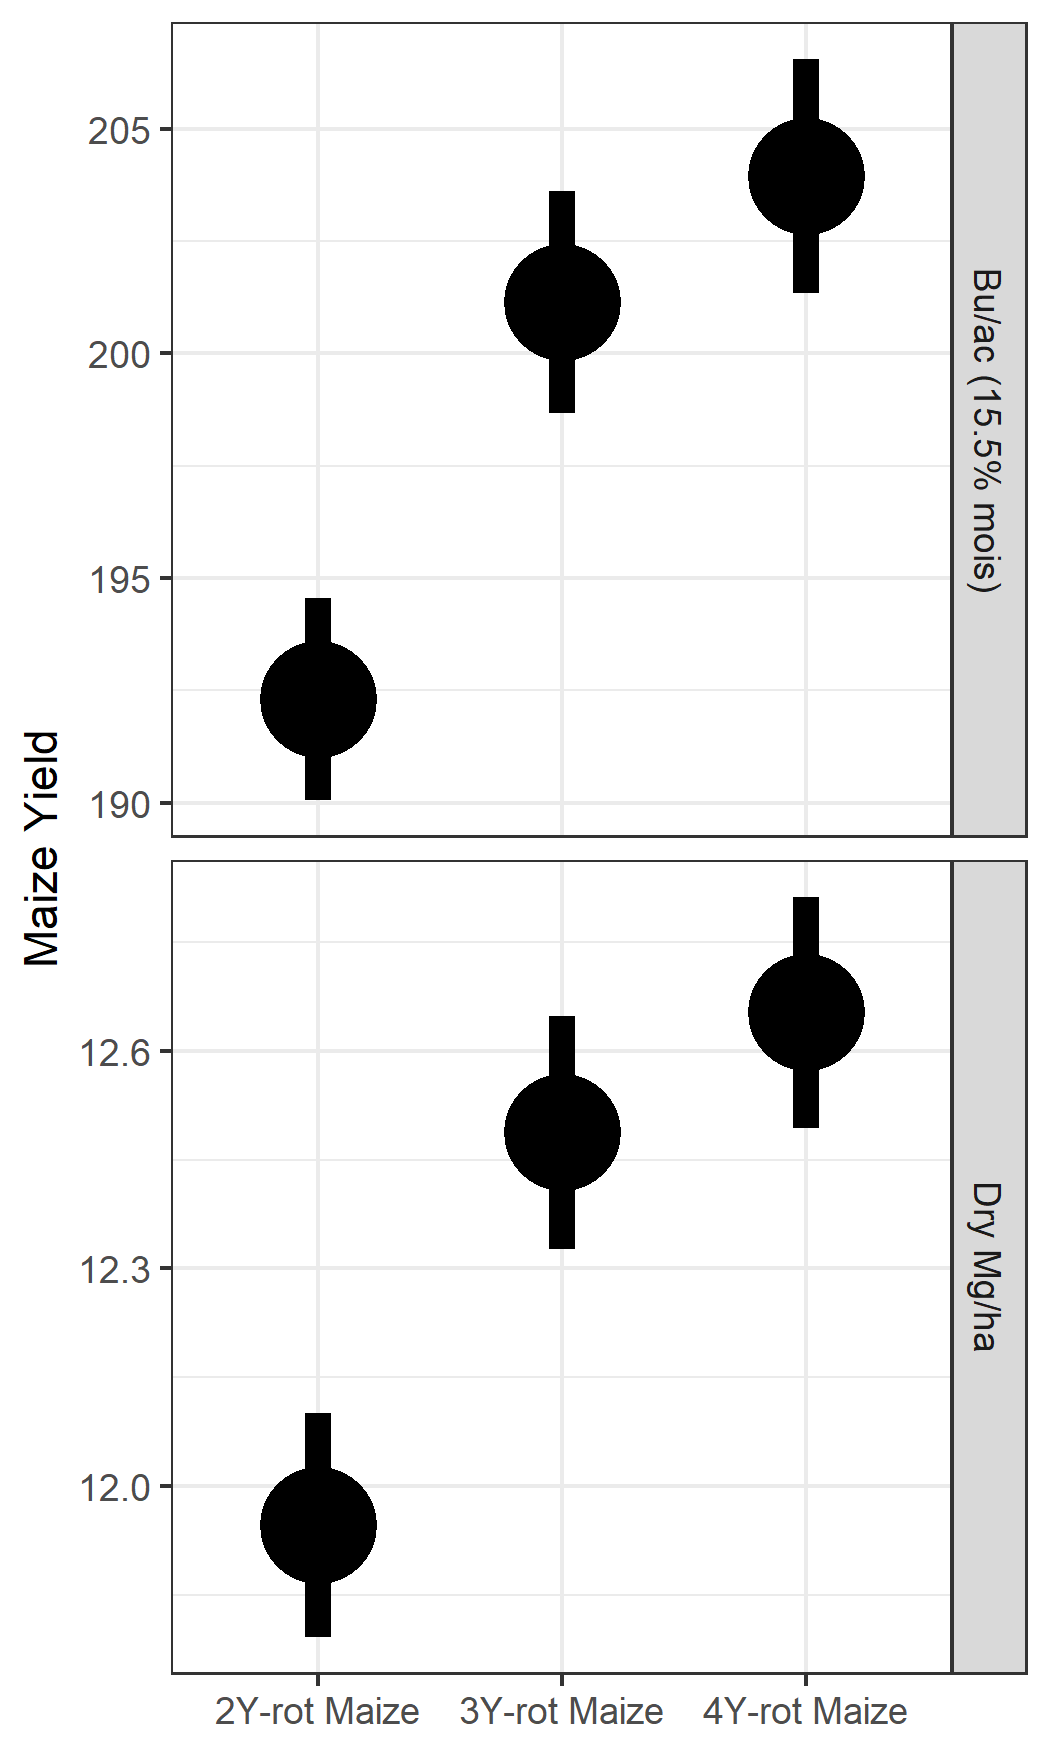 Maize Yield
205
200
195
190
Bu/ac (15.5% mois)
12.6
12.3
12.0
Dry Mg/ha
2Y-rot Maize
3Y-rot Maize
4Y-rot Maize